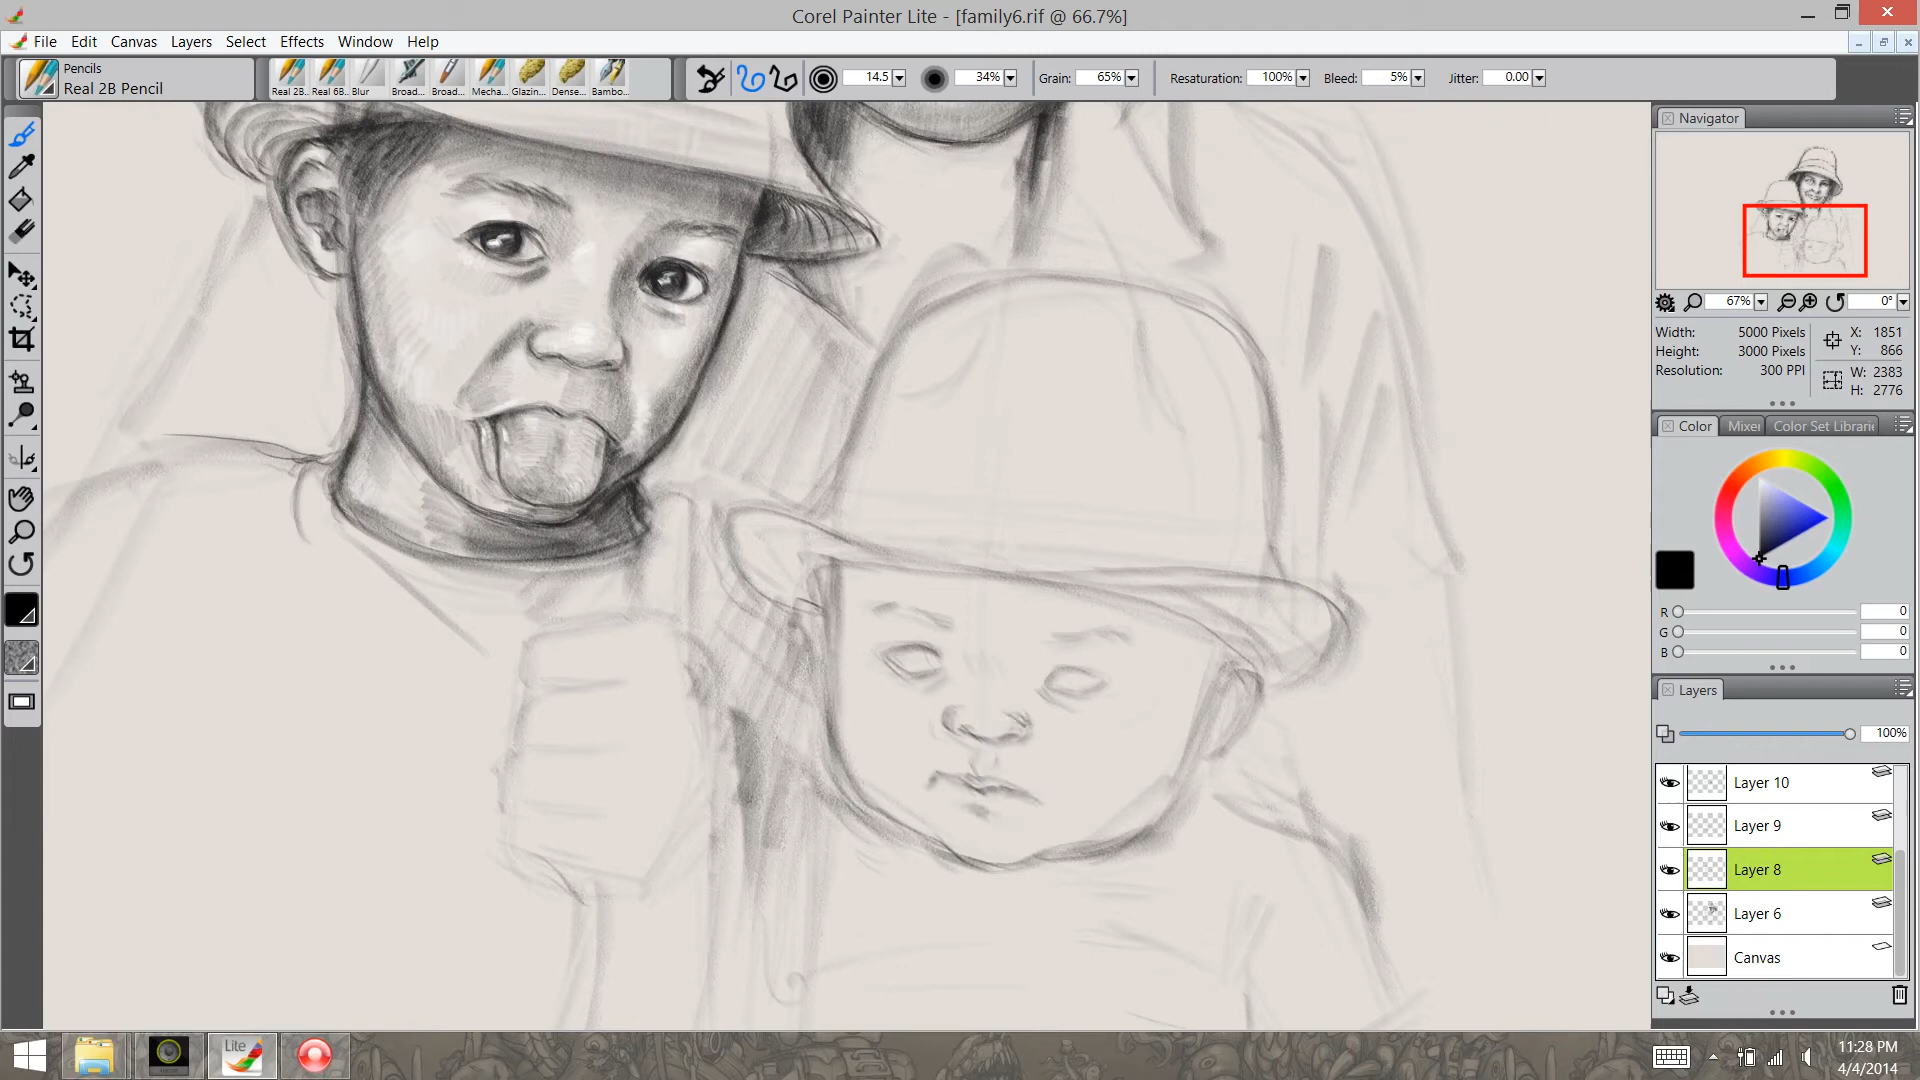 Corel Painter Lite - [family6.rif @ 66.7%]
File Edit Canvas Layers Select Effects Window Help
Pencils
Real 2B Pencil
Real 2B.. Real 6B.. Blur Broad... Broad... Mecha... Glazin... Dense... Bambo...
14.5 34% Grain: 65% Resaturation: 100% Bleed: 5% Jitter: 0.00
Navigator
67% 0°
Width: 5000 Pixels
Height: 3000 Pixels
Resolution: 300 PPI
X: 1851
Y: 866
W: 2383
H: 2776
Color Mixer Color Set Librarie
R 0
G 0
B 0
Layers
100%
Layer 10
Layer 9
Layer 8
Layer 6
Canvas
Lite
11:28 PM
4/4/2014